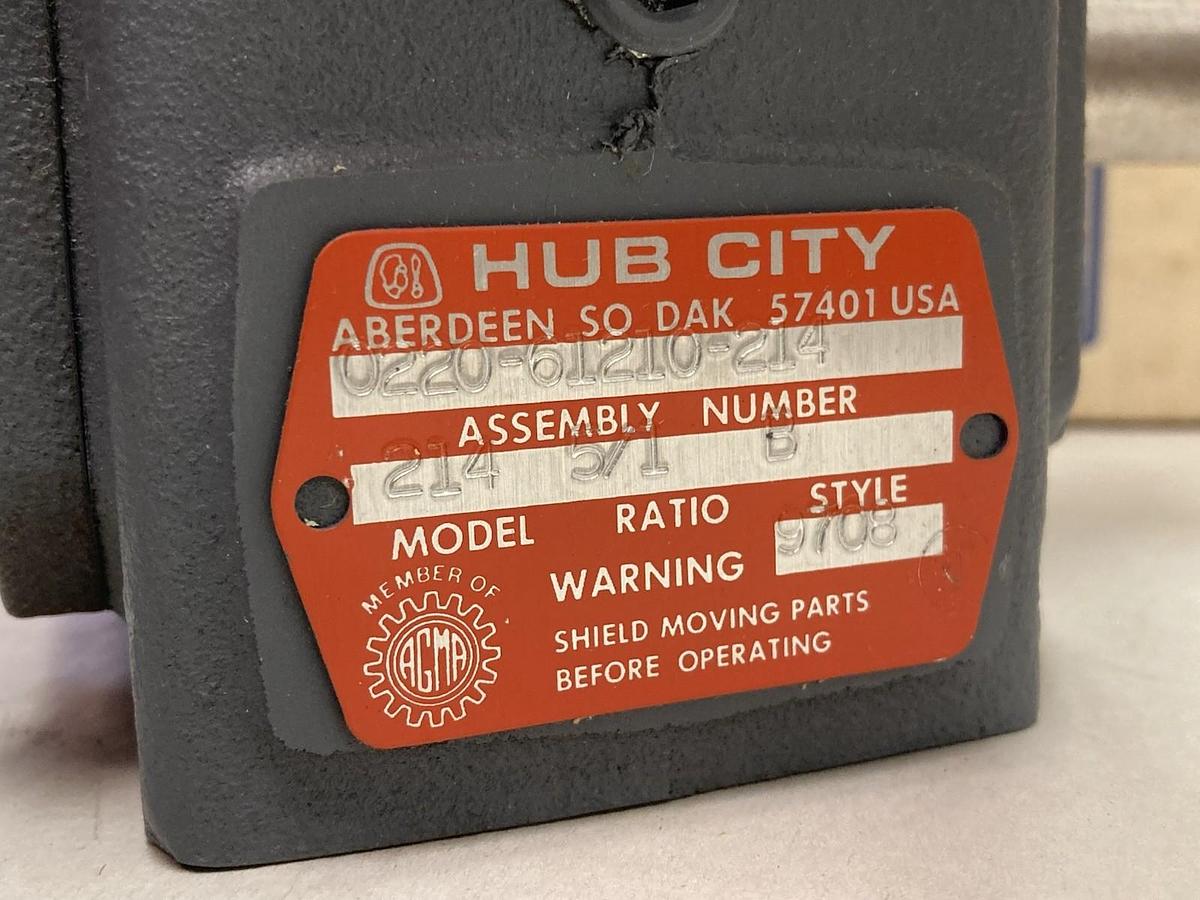 HUB CITY
ABERDEEN SO DAK 57401 USA
0220-61210-214
ASSEMBLY NUMBER
214 5/1 B
MODEL RATIO STYLE
9708
WARNING
SHIELD MOVING PARTS
BEFORE OPERATING
MEMBER OF
AGMA